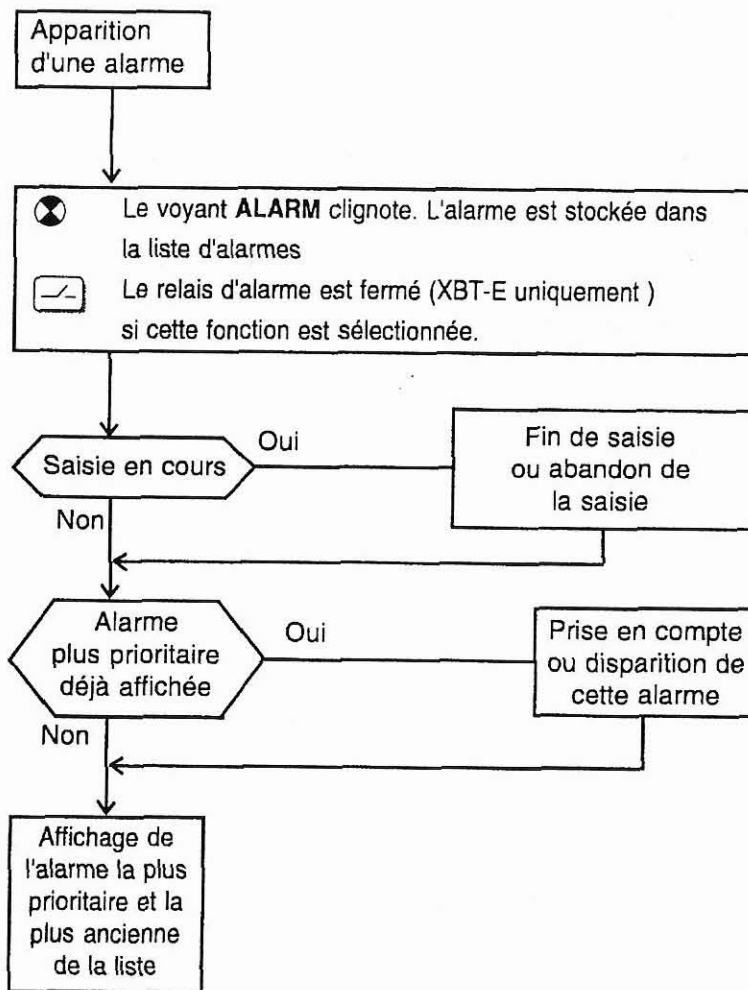 Apparition
d'une alarme
Le voyant ALARM clignote. L'alarme est stockée dans
la liste d'alarmes
Le relais d'alarme est fermé (XBT-E uniquement )
si cette fonction est sélectionnée.
Saisie en cours
Oui
Fin de saisie
ou abandon de
la saisie
Non
Alarme
plus prioritaire
déjà affichée
Oui
Prise en compte
ou disparition de
cette alarme
Non
Affichage de
l'alarme la plus
prioritaire et la
plus ancienne
de la liste